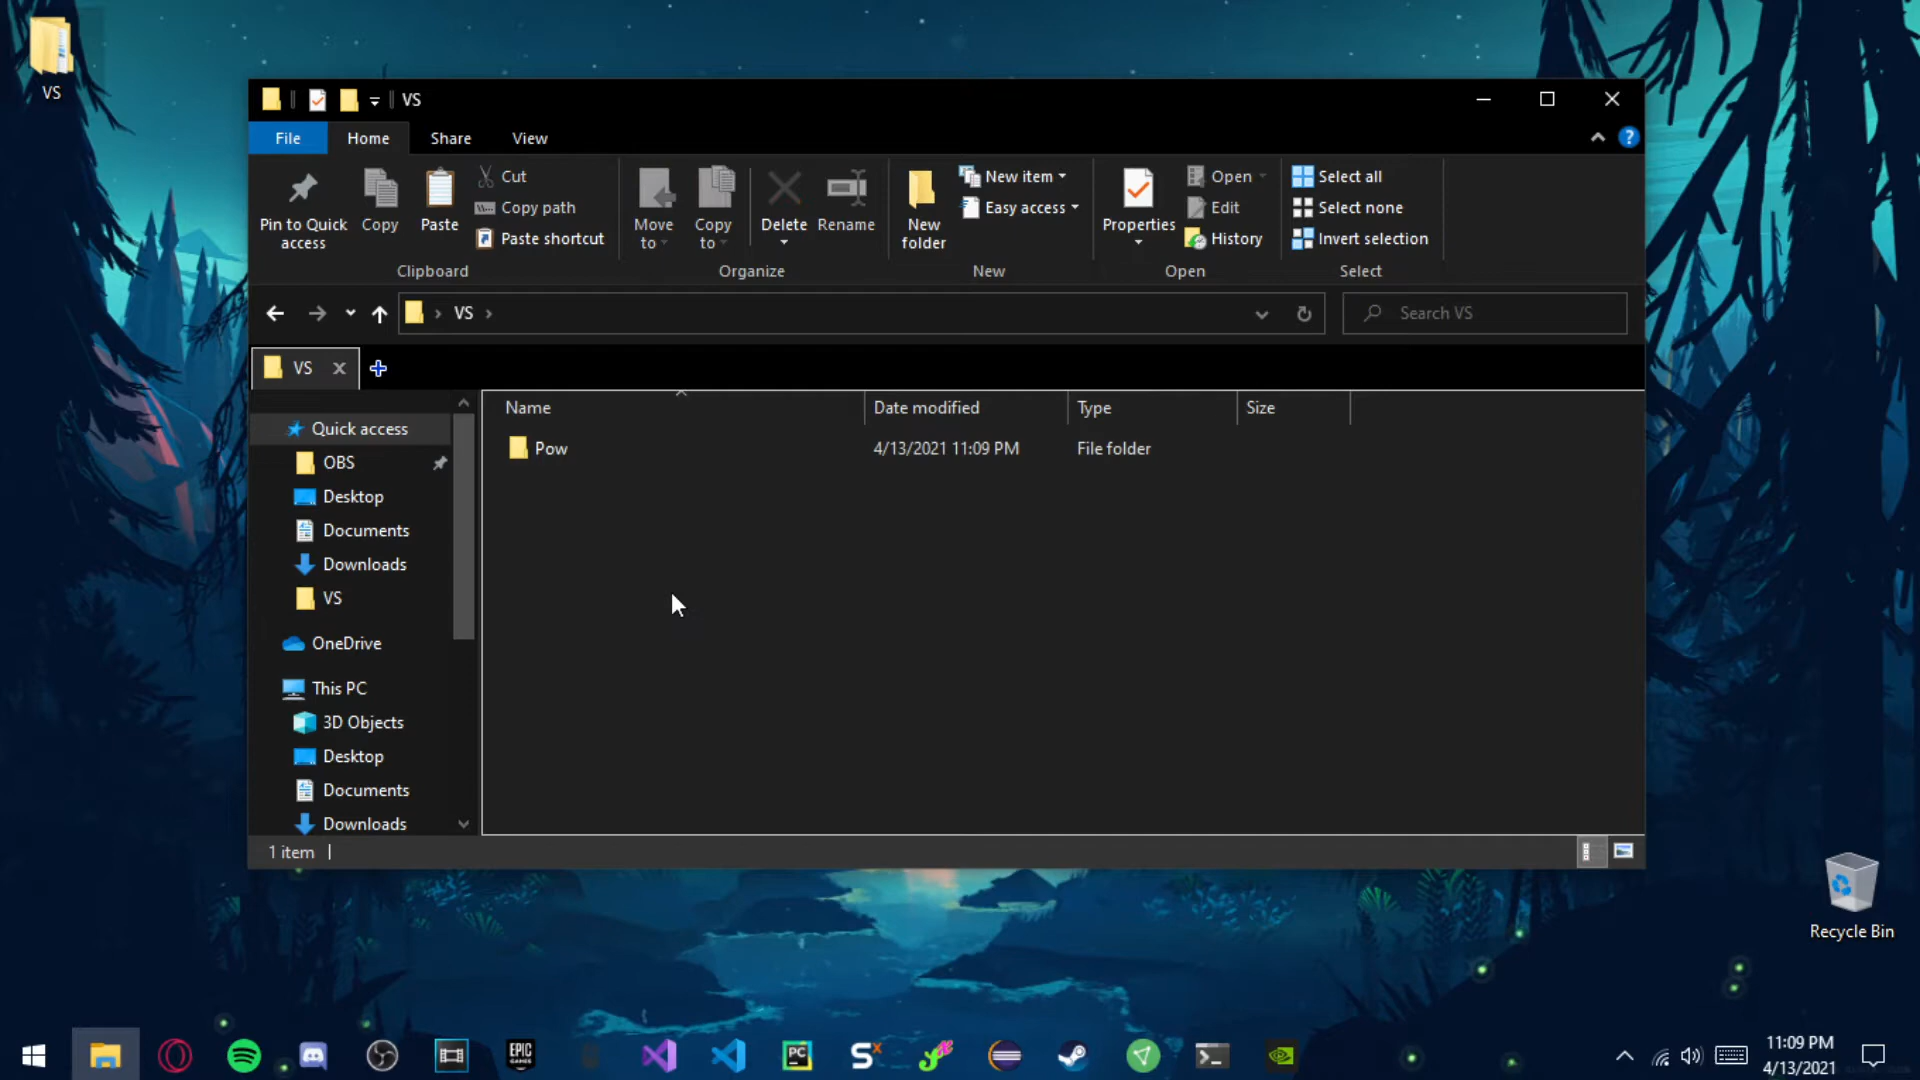 VS
VS
File
Home
Share
View
Pin to Quick access
Copy
Paste
Cut
Copy path
Paste shortcut
Clipboard
Move to
Copy to
Delete
Rename
Organize
New folder
New item
Easy access
New
Properties
Open
Edit
History
Open
Select all
Select none
Invert selection
Select
VS
Search VS
VS
Name
Date modified
Type
Size
Pow
4/13/2021 11:09 PM
File folder
Quick access
OBS
Desktop
Documents
Downloads
VS
OneDrive
This PC
3D Objects
Desktop
Documents
Downloads
1 item
Recycle Bin
EPIC GAMES
PC
11:09 PM
4/13/2021